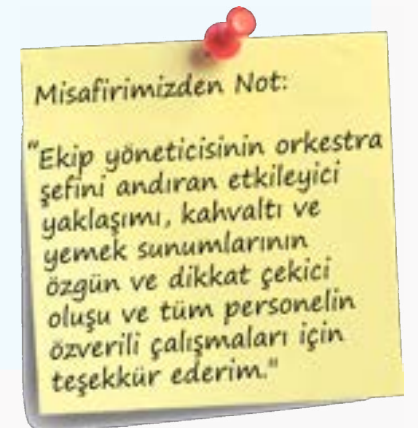 Misafirimizden Not:
"Ekip yöneticisinin orkestra
şefini andıran etkileyici
yaklaşımı, kahvaltı ve
yemek sunumlarının
özgün ve dikkat çekici
oluşu ve tüm personelin
özverili çalışmaları için
teşekkür ederim."